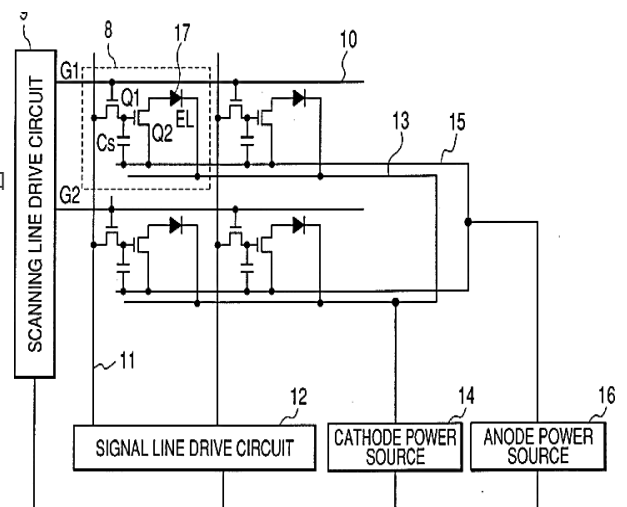 9
8
17
10
G1
Q1
EL
Cs
Q2
13
15
G2
SCANNING LINE DRIVE CIRCUIT
11
12
14
16
SIGNAL LINE DRIVE CIRCUIT
CATHODE POWER
SOURCE
ANODE POWER
SOURCE